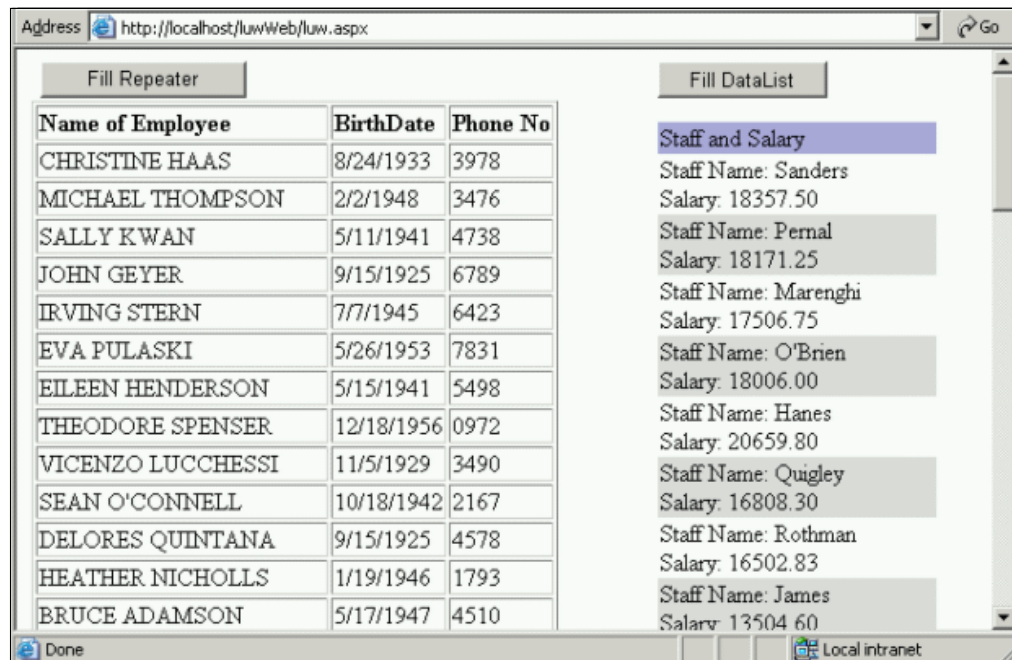 Address http://localhost/luwWeb/luw.aspx Go
Fill Repeater
Name of Employee BirthDate Phone No
CHRISTINE HAAS 8/24/1933 3978
MICHAEL THOMPSON 2/2/1948 3476
SALLY KWAN 5/11/1941 4738
JOHN GEYER 9/15/1925 6789
IRVING STERN 7/7/1945 6423
EVA PULASKI 5/26/1953 7831
EILEEN HENDERSON 5/15/1941 5498
THEODORE SPENSER 12/18/1956 0972
VICENZO LUCCHESSI 11/5/1929 3490
SEAN O'CONNELL 10/18/1942 2167
DELORES QUINTANA 9/15/1925 4578
HEATHER NICHOLLS 1/19/1946 1793
BRUCE ADAMSON 5/17/1947 4510
Fill DataList
Staff and Salary
Staff Name: Sanders
Salary: 18357.50
Staff Name: Pernal
Salary: 18171.25
Staff Name: Marenghi
Salary: 17506.75
Staff Name: O'Brien
Salary: 18006.00
Staff Name: Hanes
Salary: 20659.80
Staff Name: Quigley
Salary: 16808.30
Staff Name: Rothman
Salary: 16502.83
Staff Name: James
Salary: 13504.60
Done Local intranet